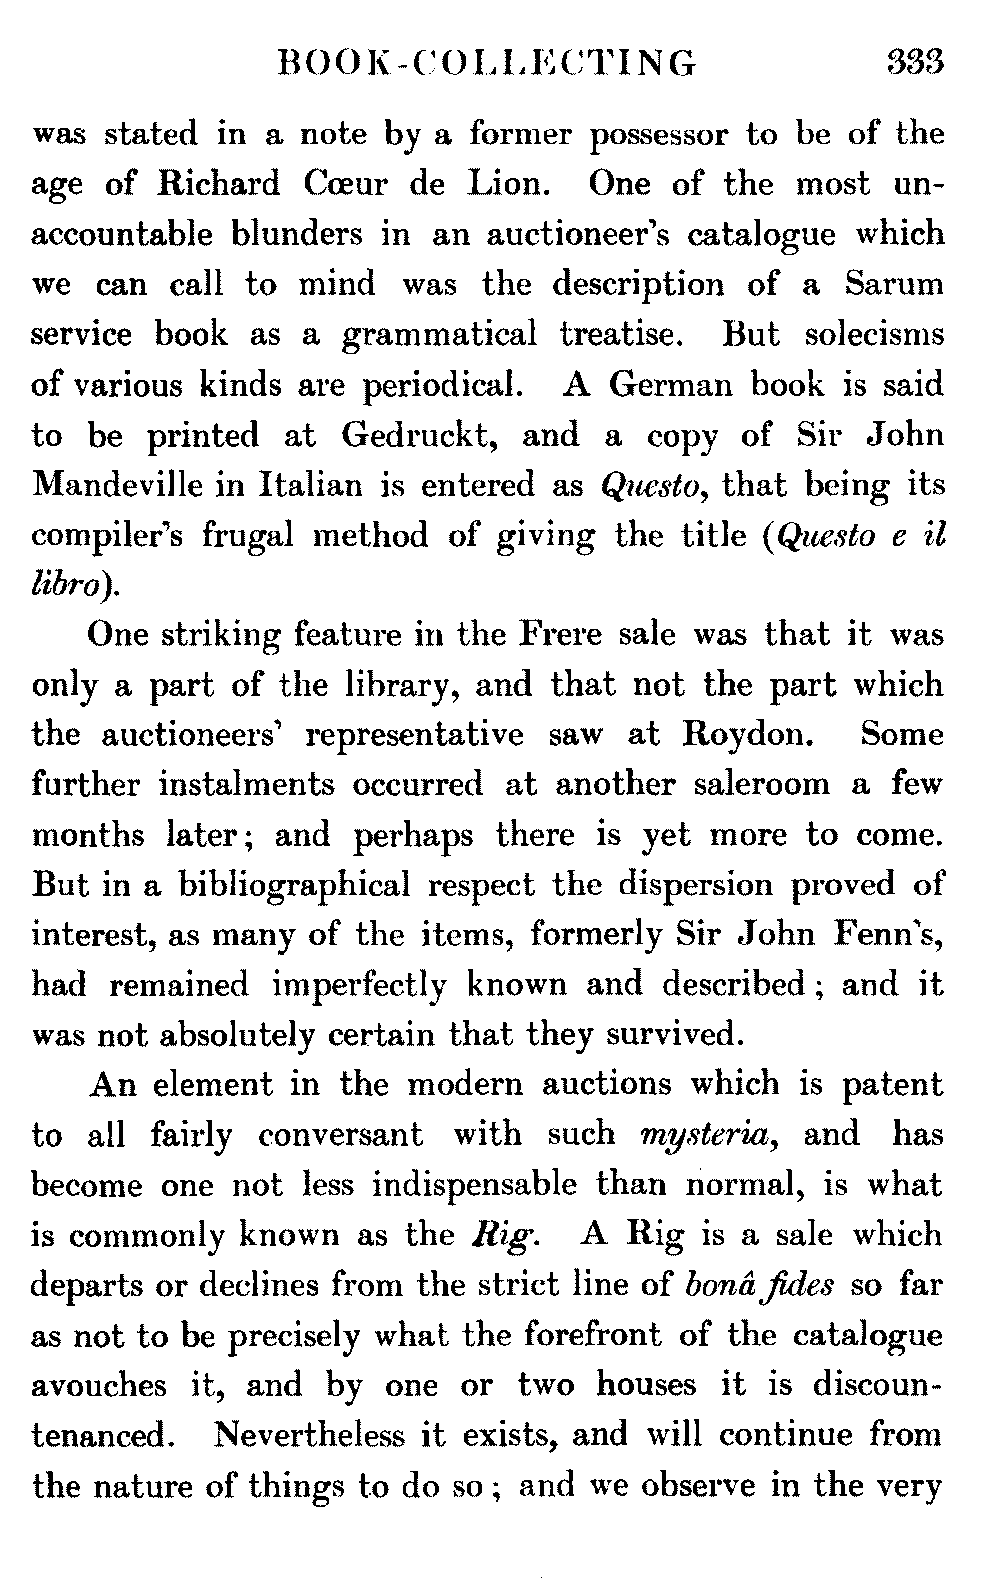 BOOK-COLLECTING 333
was stated in a note by a former possessor to be of the
age of Richard Cœur de Lion. One of the most un-
accountable blunders in an auctioneer's catalogue which
we can call to mind was the description of a Sarum
service book as a grammatical treatise. But solecisms
of various kinds are periodical. A German book is said
to be printed at Gedruckt, and a copy of Sir John
Mandeville in Italian is entered as Questo, that being its
compiler's frugal method of giving the title (Questo e il
libro).
One striking feature in the Frere sale was that it was
only a part of the library, and that not the part which
the auctioneers' representative saw at Roydon. Some
further instalments occurred at another saleroom a few
months later; and perhaps there is yet more to come.
But in a bibliographical respect the dispersion proved of
interest, as many of the items, formerly Sir John Fenn's,
had remained imperfectly known and described; and it
was not absolutely certain that they survived.
An element in the modern auctions which is patent
to all fairly conversant with such mysteria, and has
become one not less indispensable than normal, is what
is commonly known as the Rig. A Rig is a sale which
departs or declines from the strict line of bonâ fides so far
as not to be precisely what the forefront of the catalogue
avouches it, and by one or two houses it is discoun-
tenanced. Nevertheless it exists, and will continue from
the nature of things to do so; and we observe in the very